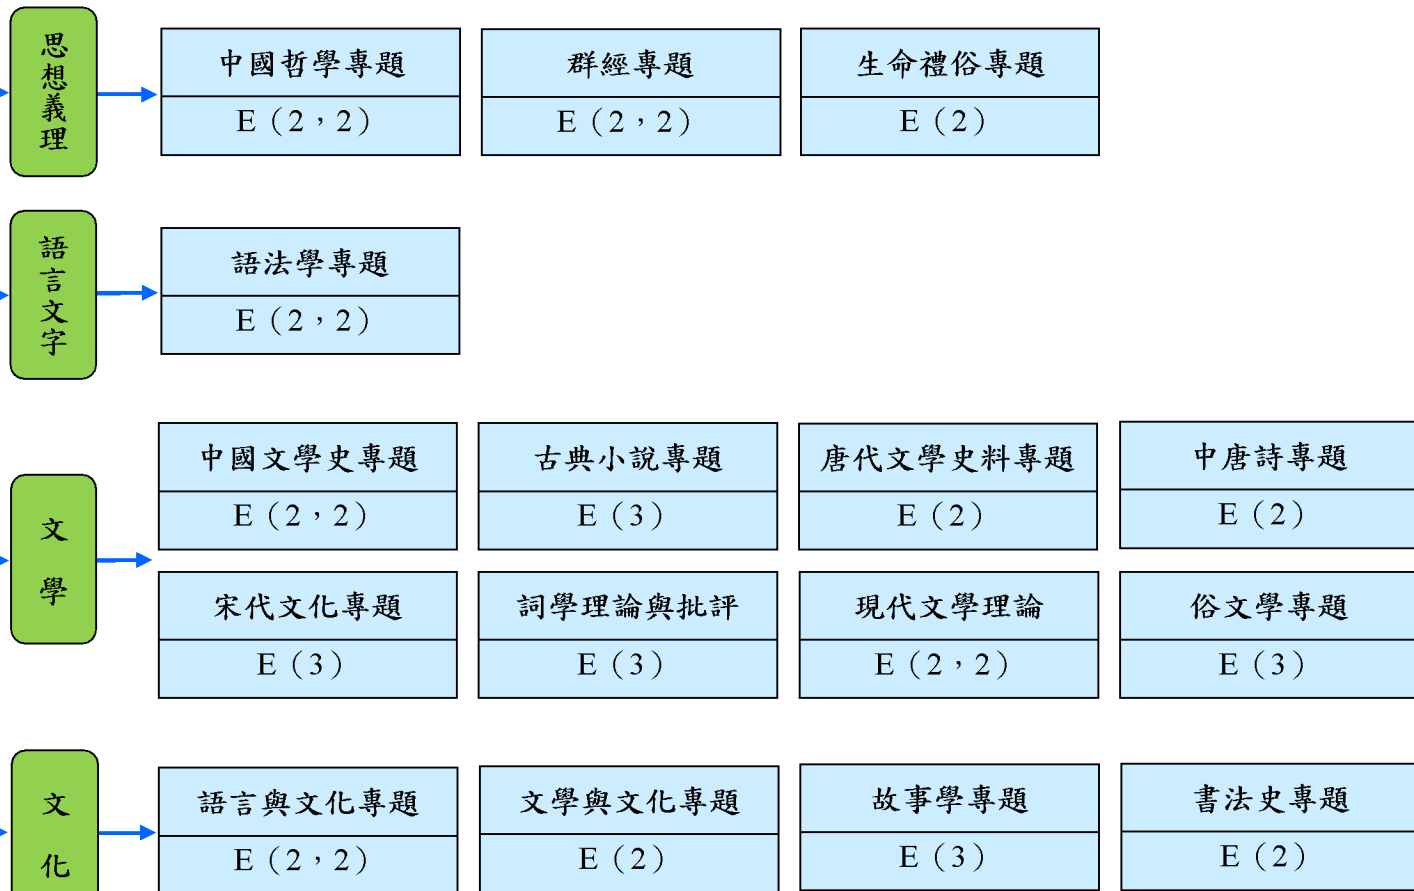 思想義理
中國哲學專題
E（2，2）
群經專題
E（2，2）
生命禮俗專題
E（2）
語言文字
語法學專題
E（2，2）
文學
中國文學史專題
E（2，2）
古典小說專題
E（3）
唐代文學史料專題
E（2）
中唐詩專題
E（2）
宋代文化專題
E（3）
詞學理論與批評
E（3）
現代文學理論
E（2，2）
俗文學專題
E（3）
文化
語言與文化專題
E（2，2）
文學與文化專題
E（2）
故事學專題
E（3）
書法史專題
E（2）